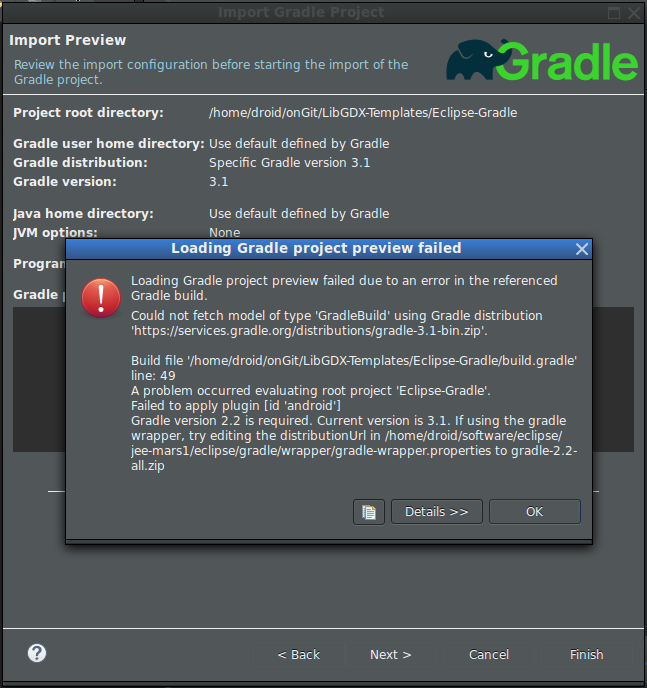 Import Gradle Project
Import Preview
Review the import configuration before starting the import of the
Gradle project.
Gradle
Project root directory: /home/droid/onGit/LibGDX-Templates/Eclipse-Gradle
Gradle user home directory: Use default defined by Gradle
Gradle distribution: Specific Gradle version 3.1
Gradle version: 3.1
Java home directory: Use default defined by Gradle
JVM options: None
Program
Gradle p
Loading Gradle project preview failed
Loading Gradle project preview failed due to an error in the referenced
Gradle build.
Could not fetch model of type 'GradleBuild' using Gradle distribution
'https://services.gradle.org/distributions/gradle-3.1-bin.zip'.
Build file '/home/droid/onGit/LibGDX-Templates/Eclipse-Gradle/build.gradle'
line: 49
A problem occurred evaluating root project 'Eclipse-Gradle'.
Failed to apply plugin [id 'android']
Gradle version 2.2 is required. Current version is 3.1. If using the gradle
wrapper, try editing the distributionUrl in /home/droid/software/eclipse/
jee-mars1/eclipse/gradle/wrapper/gradle-wrapper.properties to gradle-2.2-
all.zip
Details >>
OK
< Back
Next >
Cancel
Finish